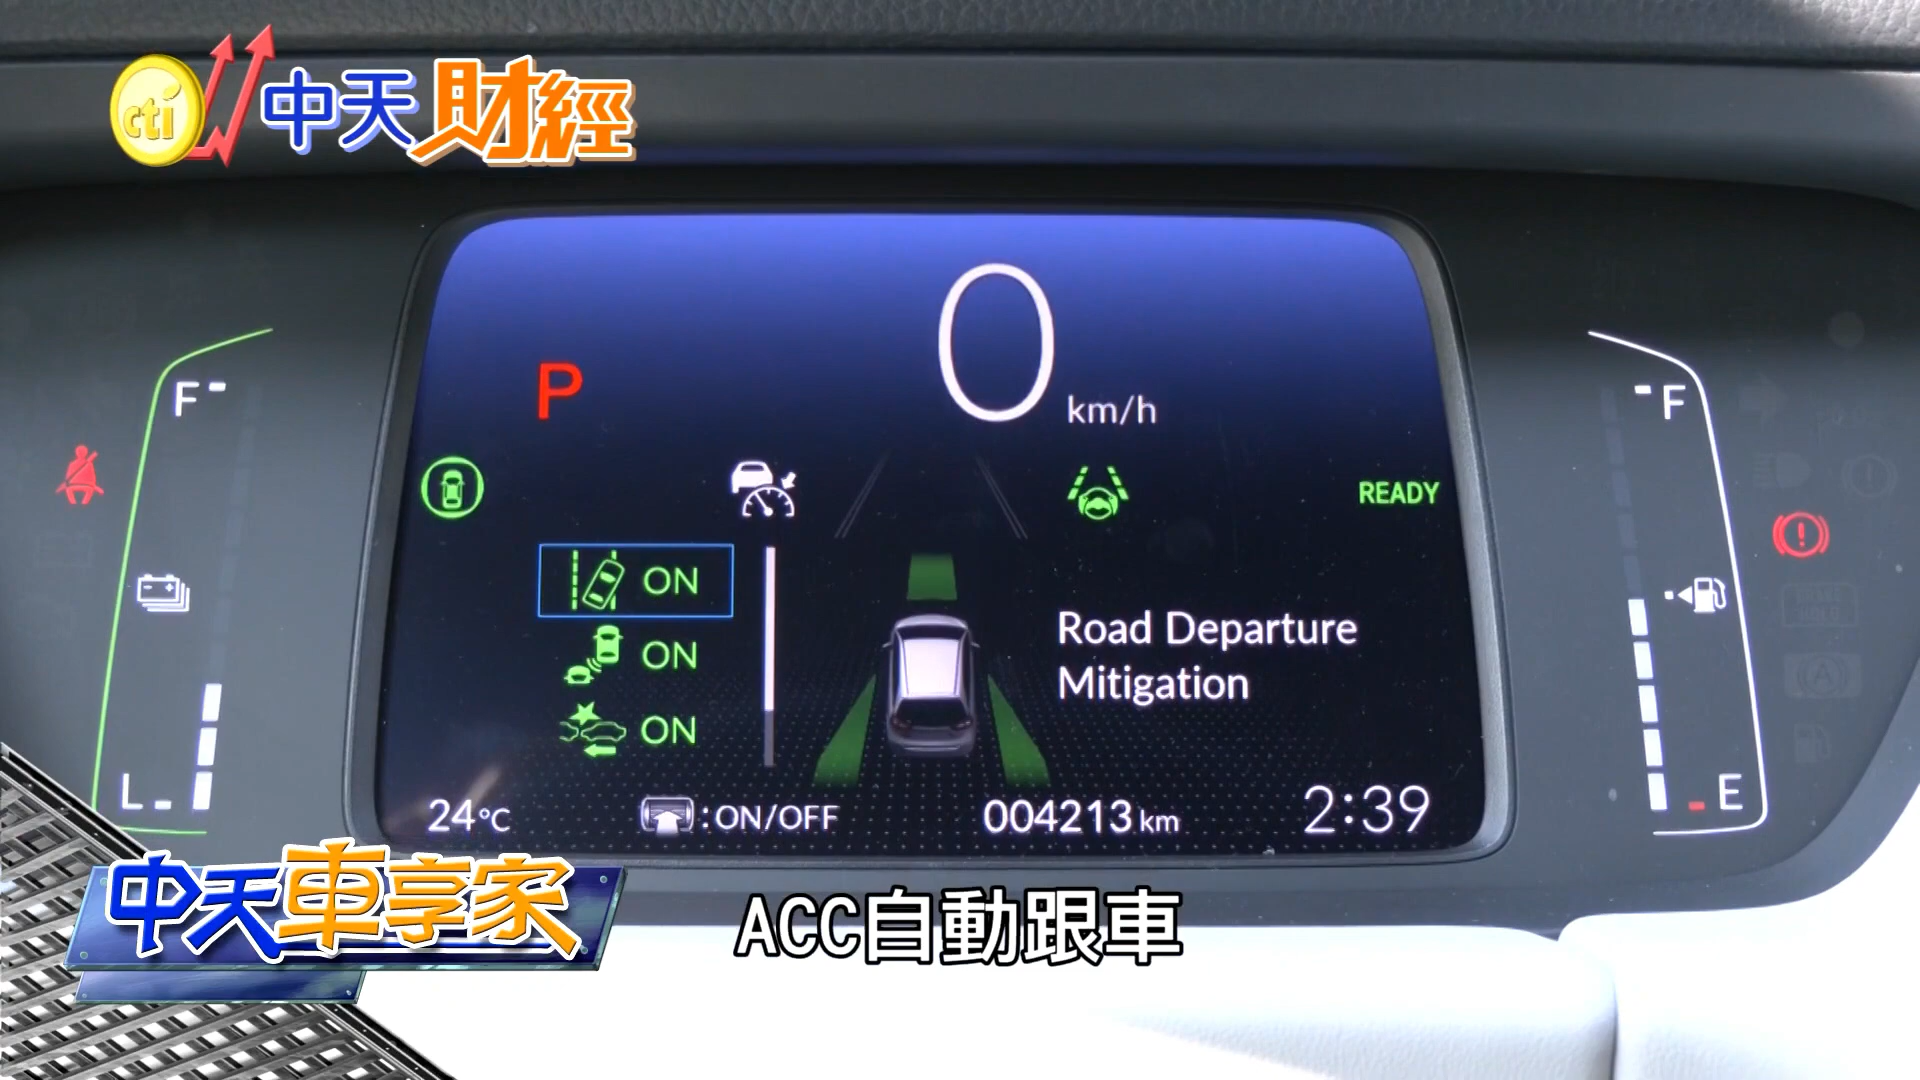 cti 中天財經
0
km/h
P
F
F
READY
ON
ON
ON
Road Departure
Mitigation
L
E
24°C
:ON/OFF
004213 km
2:39
中天車享家
ACC自動跟車